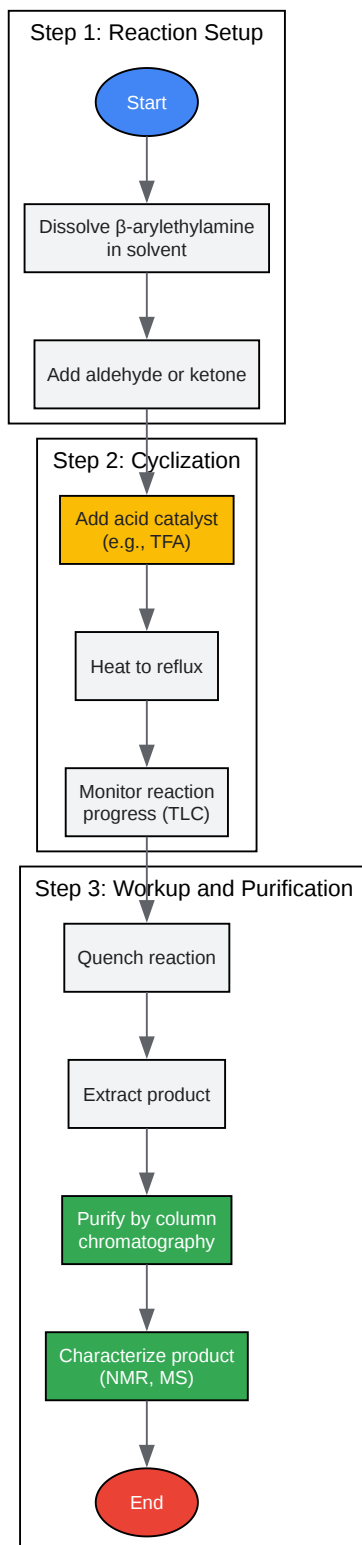 Step 1: Reaction Setup
Start
Dissolve β-arylethylamine
in solvent
Add aldehyde or ketone
Step 2: Cyclization
Add acid catalyst
(e.g., TFA)
Heat to reflux
Monitor reaction
progress (TLC)
Step 3: Workup and Purification
Quench reaction
Extract product
Purify by column
chromatography
Characterize product
(NMR, MS)
End